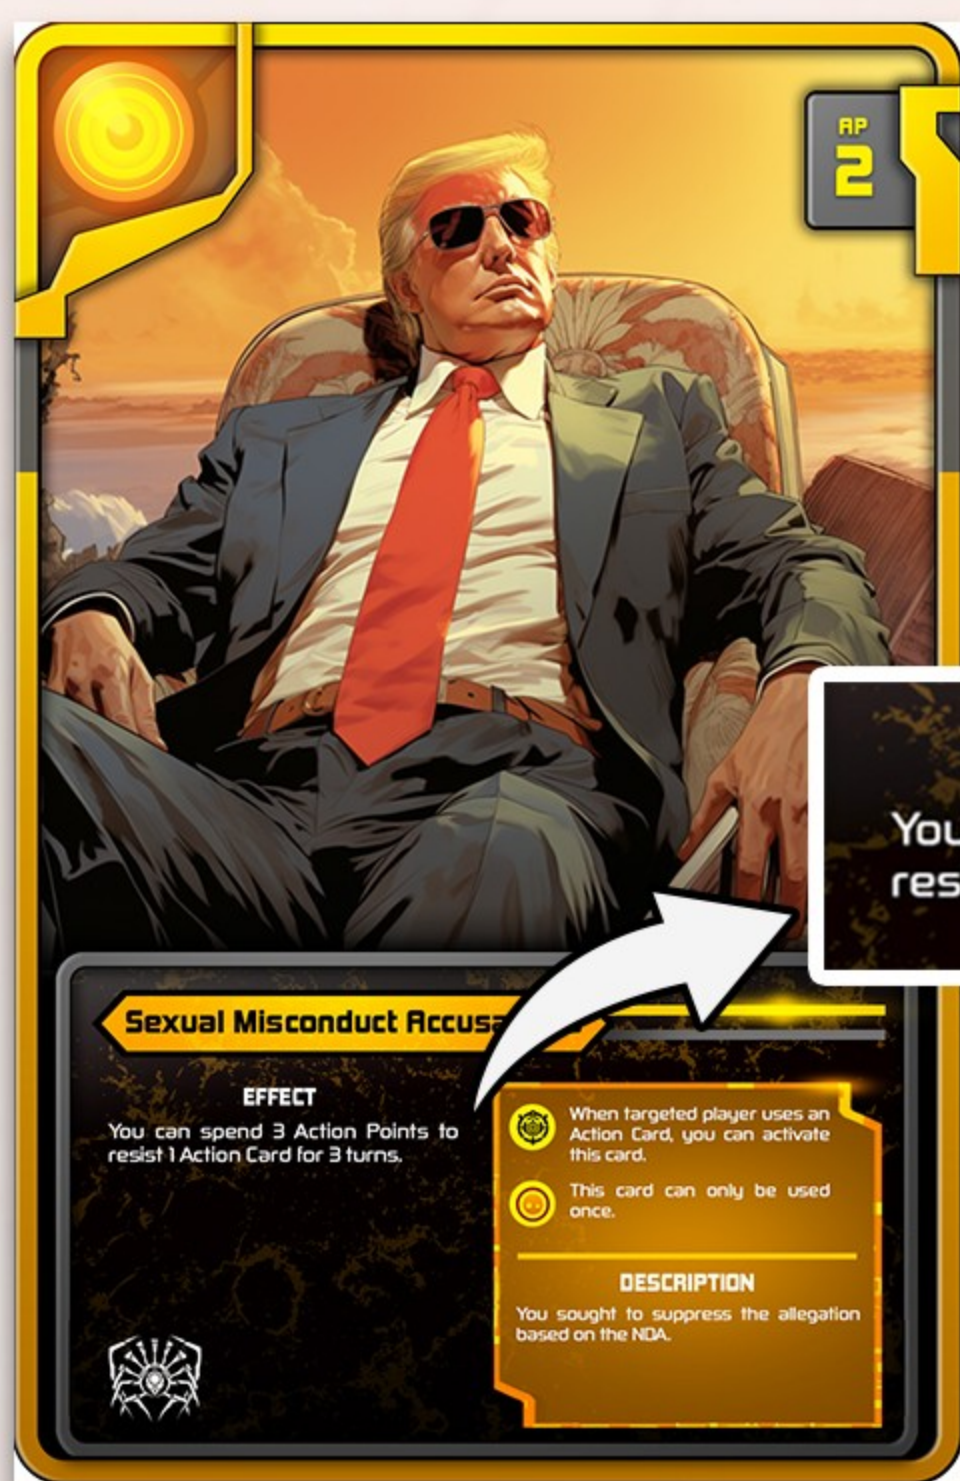 AP
2
You
res
Sexual Misconduct Accusa
EFFECT
You can spend 3 Action Points to
resist 1 Action Card for 3 turns.
When targeted player uses an
Action Card, you can activate
this card.
This card can only be used
once.
DESCRIPTION
You sought to suppress the allegation
based on the NDA.